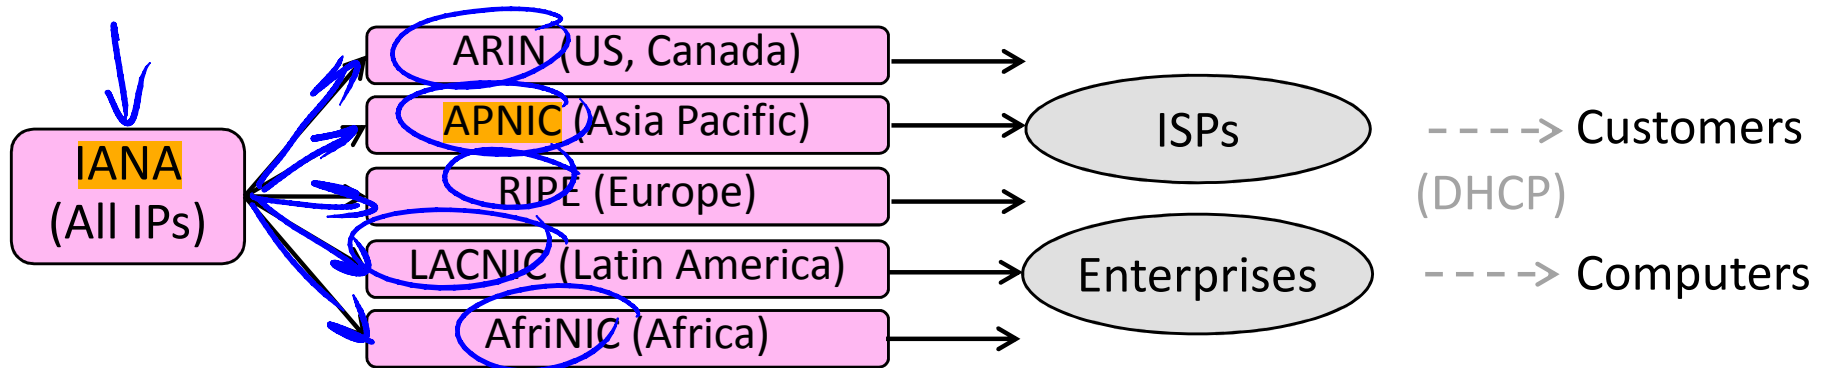 ARIN (US, Canada)
APNIC (Asia Pacific)
IANA
(All IPs)
RIPE (Europe)
LACNIC (Latin America)
AfriNIC (Africa)
ISPs
Enterprises
Customers
(DHCP)
Computers